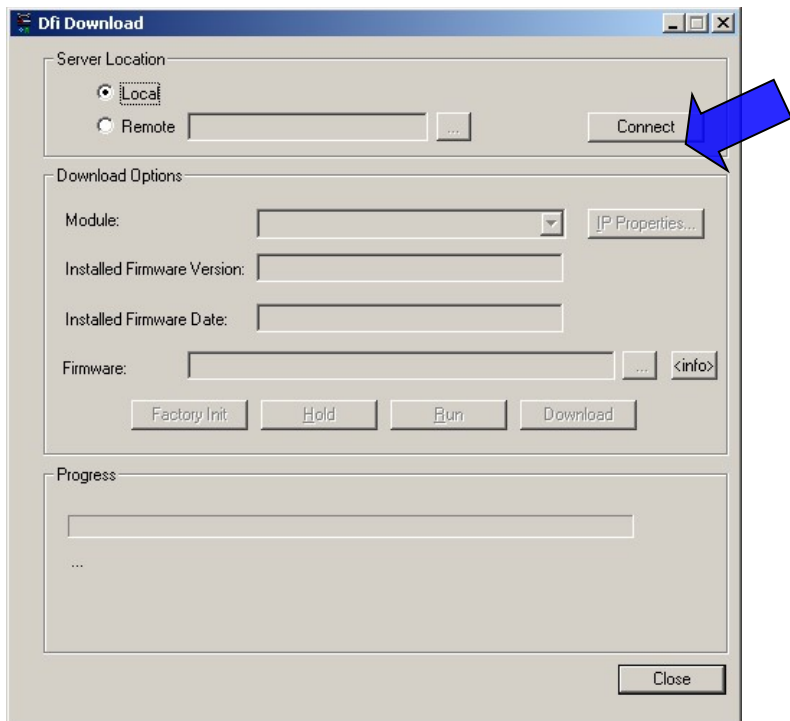 Dfi Download
Server Location
Local
Remote ... Connect
Download Options
Module: IP Properties...
Installed Firmware Version:
Installed Firmware Date:
Firmware: ... <info>
Factory Init Hold Run Download
Progress
...
Close